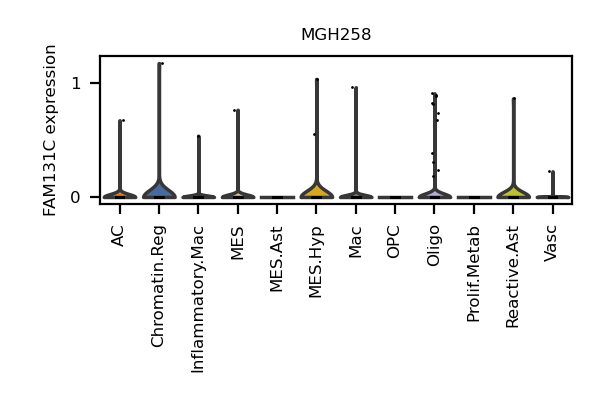 MGH258
FAM131C expression
1
0
AC
Chromatin.Reg
Inflammatory.Mac
MES
MES.Ast
MES.Hyp
Mac
OPC
Oligo
Prolif.Metab
Reactive.Ast
Vasc